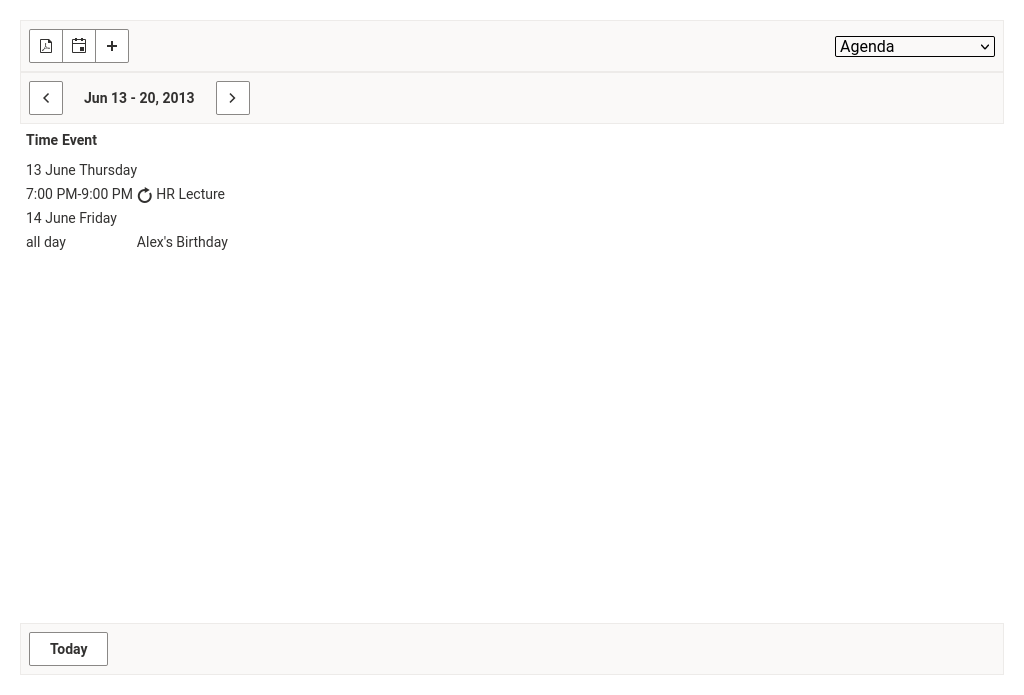 Agenda
Jun 13 - 20, 2013
Time Event
13 June Thursday
7:00 PM-9:00 PM HR Lecture
14 June Friday
all day Alex's Birthday
Today